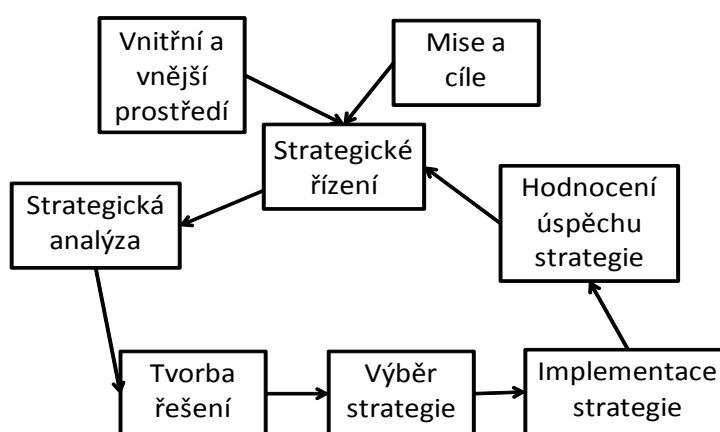 Vnitřní a
vnější
prostředí
Mise a
cíle
Strategické
řízení
Hodnocení
úspěchu
strategie
Strategická
analýza
Tvorba
řešení
Výběr
strategie
Implementace
strategie